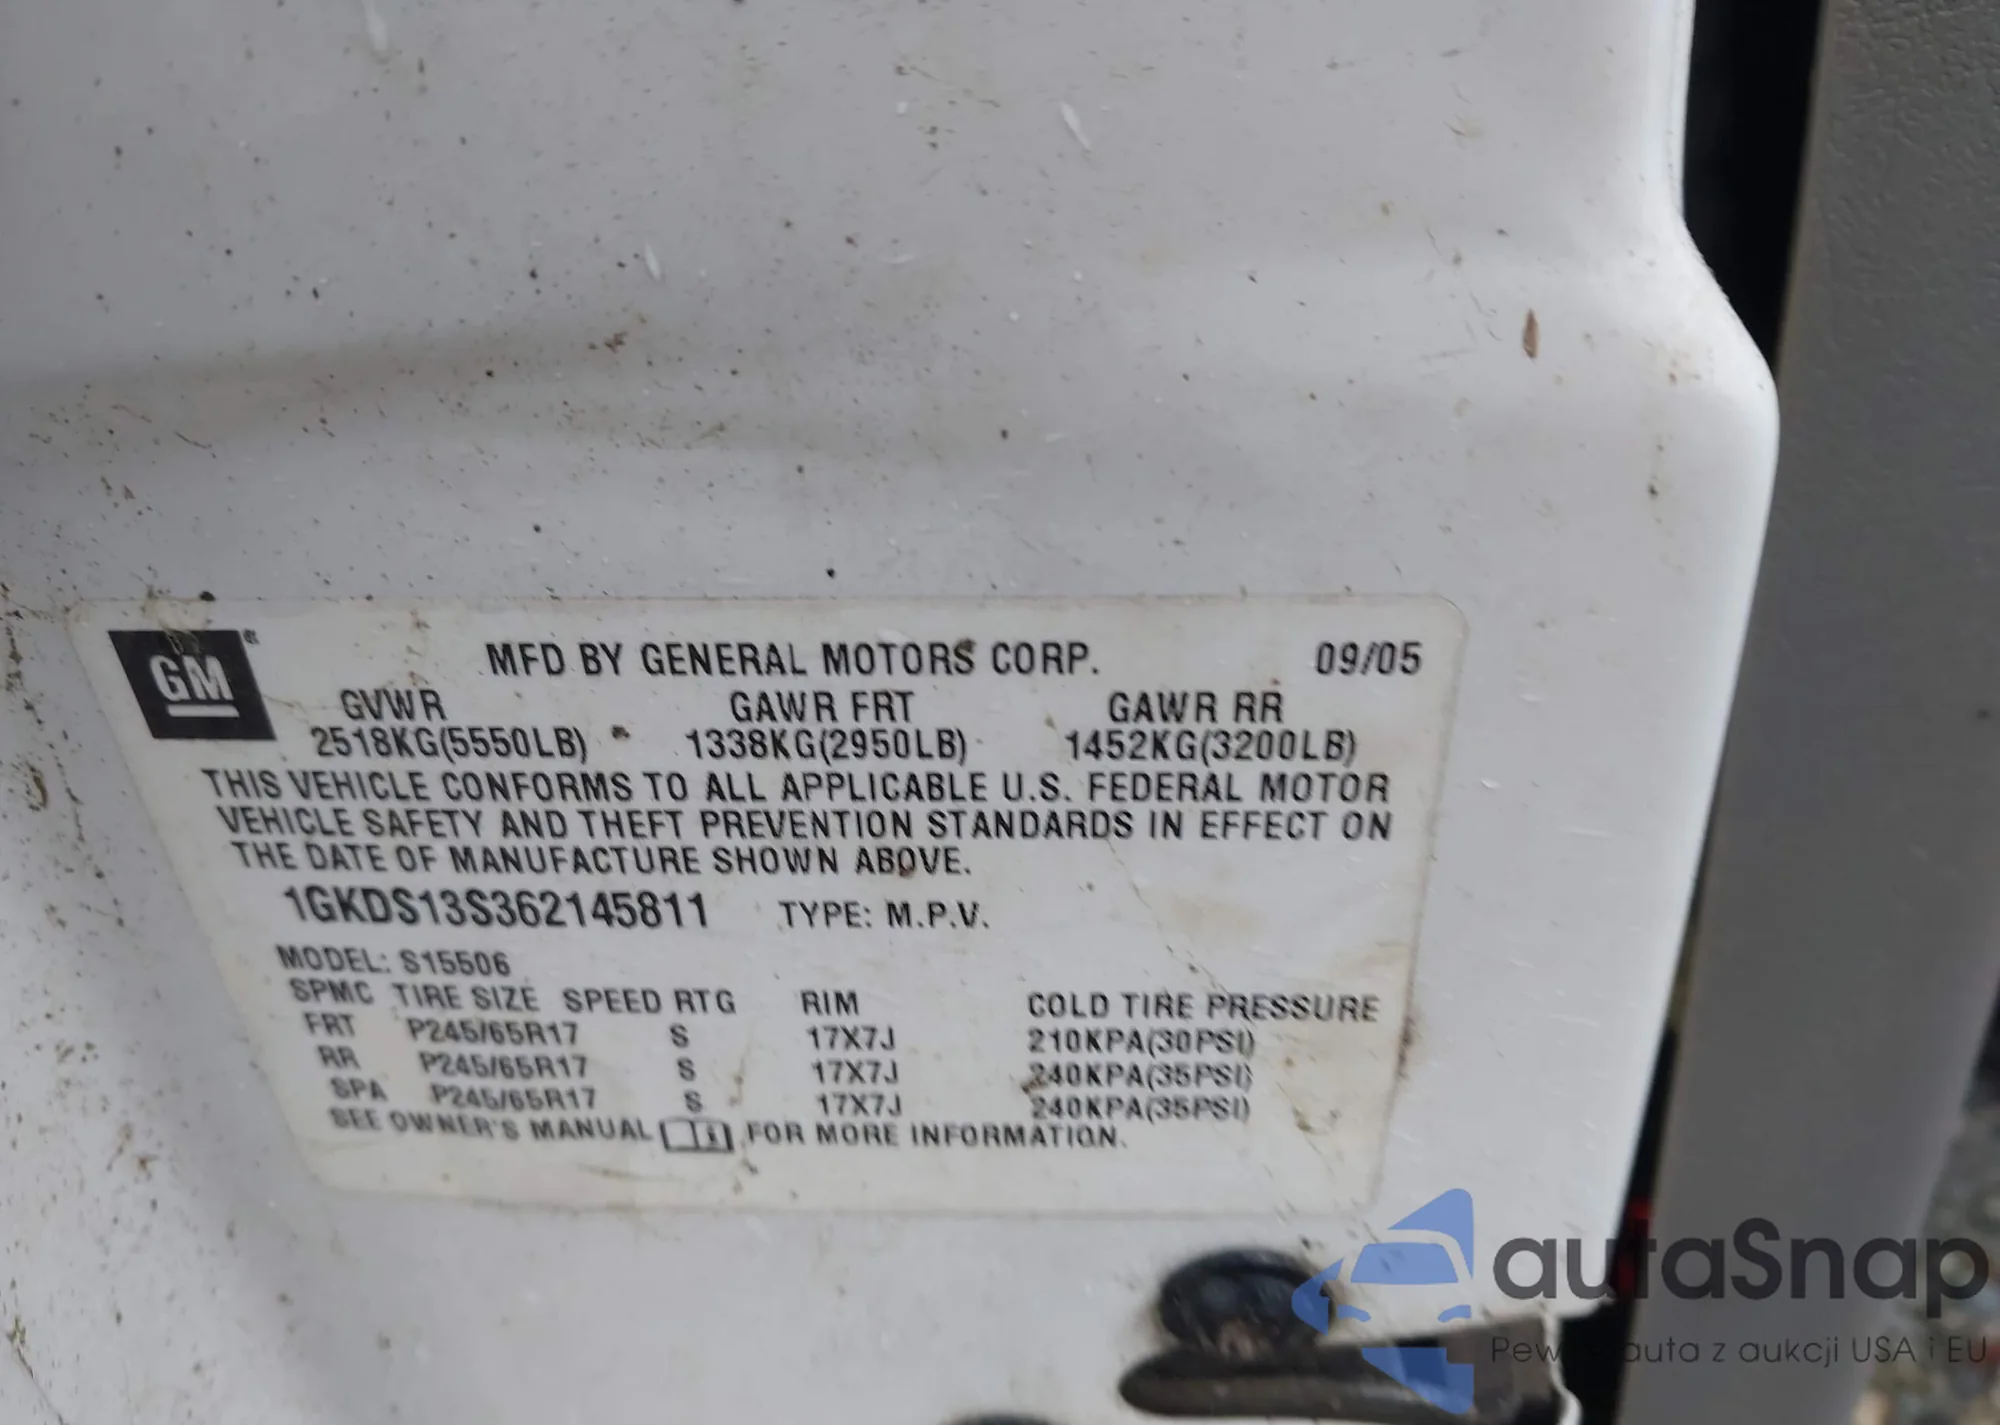 GM
MFD BY GENERAL MOTORS CORP. 09/05
GVWR GAWR FRT GAWR RR
2518KG(5550LB) 1338KG(2950LB) 1452KG(3200LB)
THIS VEHICLE CONFORMS TO ALL APPLICABLE U.S. FEDERAL MOTOR
VEHICLE SAFETY AND THEFT PREVENTION STANDARDS IN EFFECT ON
THE DATE OF MANUFACTURE SHOWN ABOVE.
1GKDS13S362145811 TYPE: M.P.V.
MODEL: S15506
SPMC TIRE SIZE SPEED RTG RIM COLD TIRE PRESSURE
FRT P245/65R17 S 17X7J 210KPA(30PSI)
RR P245/65R17 S 17X7J 240KPA(35PSI)
SPA P245/65R17 S 17X7J 240KPA(35PSI)
SEE OWNER'S MANUAL FOR MORE INFORMATION.
autaSnap
auta z aukcji USA i EU